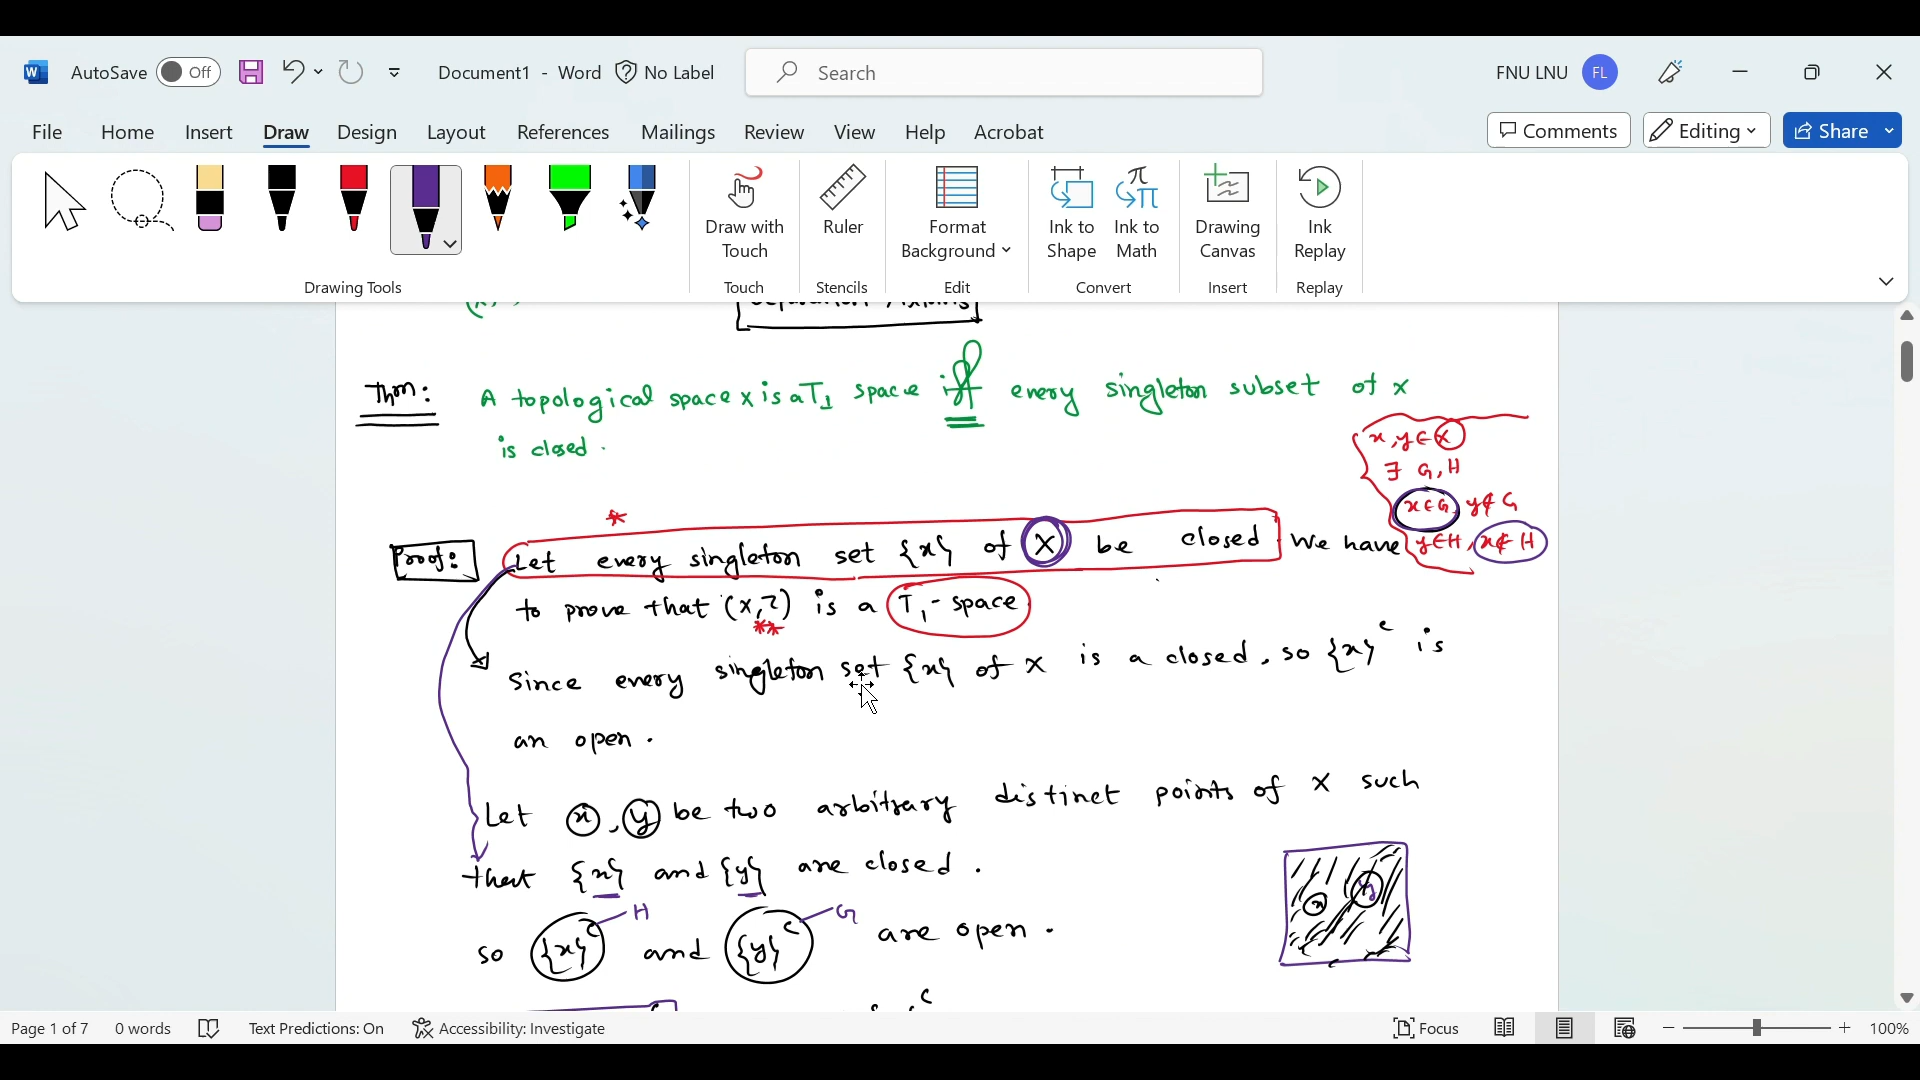 AutoSave Off Document1 - Word No Label Search FNU LNU FL
File Home Insert Draw Design Layout References Mailings Review View Help Acrobat Comments Editing Share
Draw with Touch Ruler Format Background Ink to Shape Ink to Math Drawing Canvas Ink Replay
Drawing Tools Touch Stencils Edit Convert Insert Replay
Thm: A topological space X is a T₁ space iff every singleton subset of X
is closed.
x, y ∈ X
∃ G, H
x ∈ G, y ∉ G
y ∈ H, x ∉ H
*
Proof: Let every singleton set {x} of X be closed. We have
to prove that (X, τ) is a T₁-space
**
Since every singleton set {x} of X is a closed, so {x}ᶜ is
an open.
Let x, y be two arbitrary distinct points of X such
that {x} and {y} are closed.
H G
so {x}ᶜ and {y}ᶜ are open.
x y
Page 1 of 7 0 words Text Predictions: On Accessibility: Investigate Focus 100%